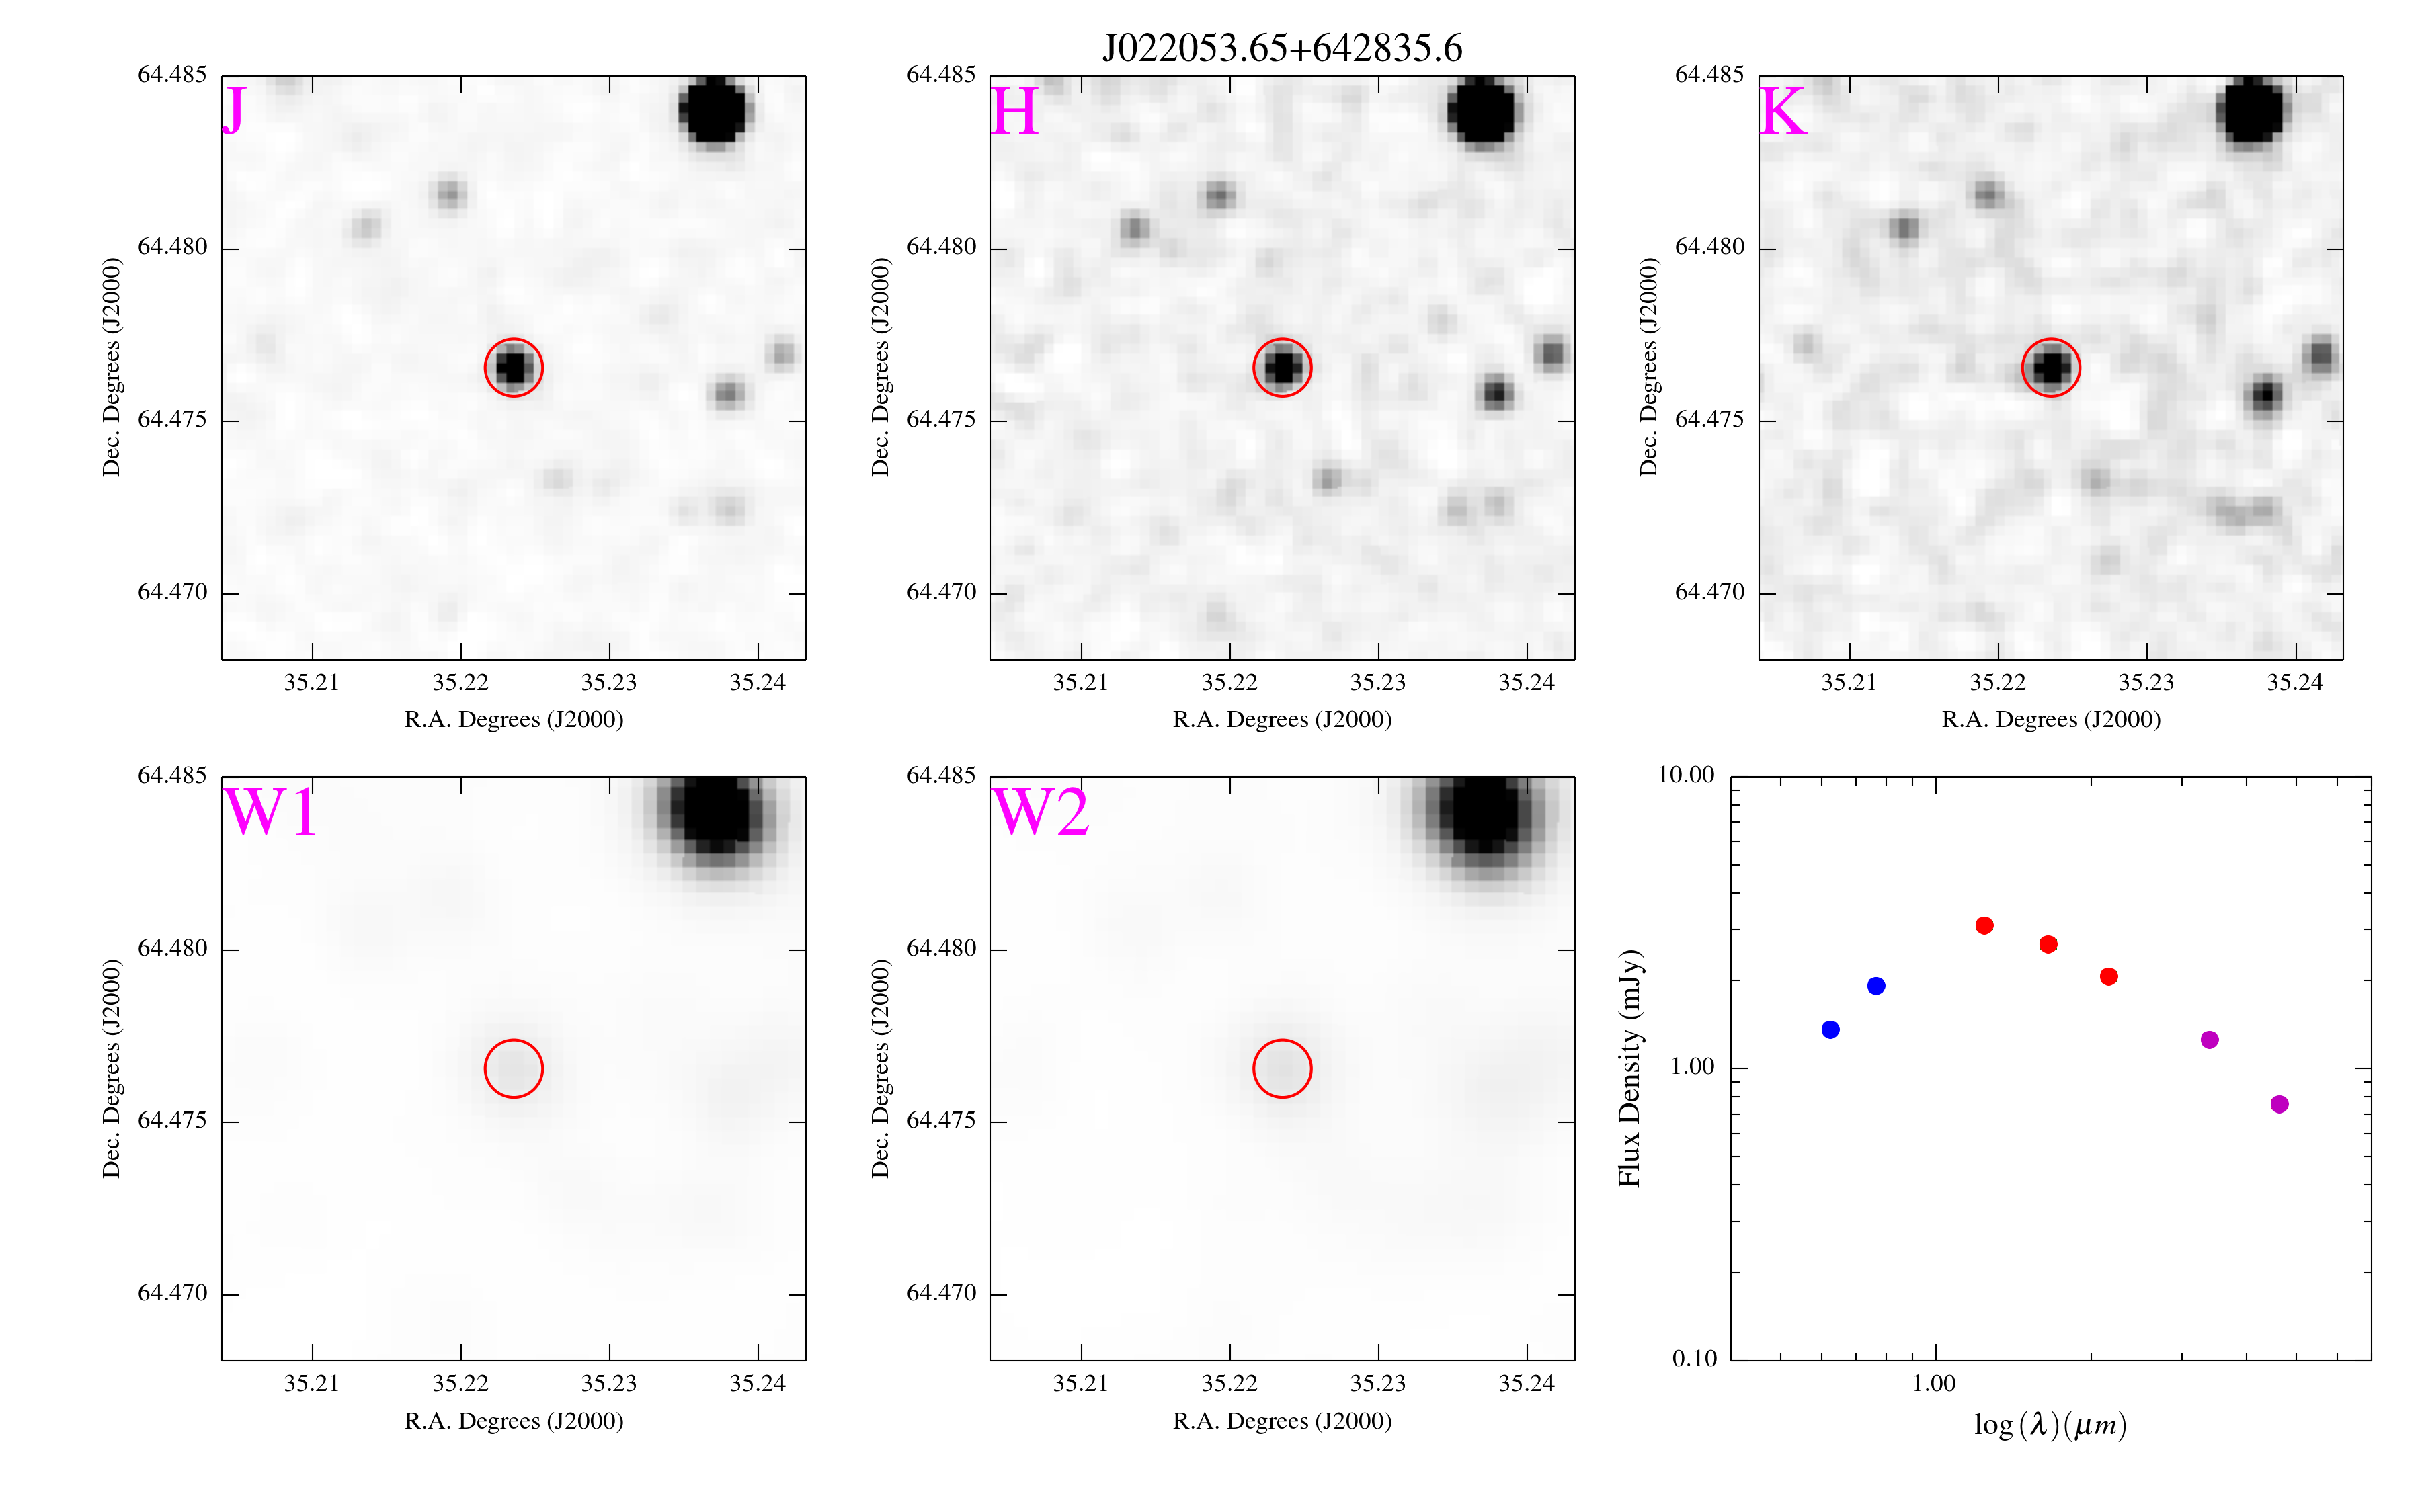 J022053.65+642835.6
J
64.485
64.480
64.475
64.470
Dec. Degrees (J2000)
35.21 35.22 35.23 35.24
R.A. Degrees (J2000)
H
64.485
64.480
64.475
64.470
Dec. Degrees (J2000)
35.21 35.22 35.23 35.24
R.A. Degrees (J2000)
K
64.485
64.480
64.475
64.470
Dec. Degrees (J2000)
35.21 35.22 35.23 35.24
R.A. Degrees (J2000)
W1
64.485
64.480
64.475
64.470
Dec. Degrees (J2000)
35.21 35.22 35.23 35.24
R.A. Degrees (J2000)
W2
64.485
64.480
64.475
64.470
Dec. Degrees (J2000)
35.21 35.22 35.23 35.24
R.A. Degrees (J2000)
10.00
1.00
0.10
Flux Density (mJy)
1.00
log (λ)(μm)